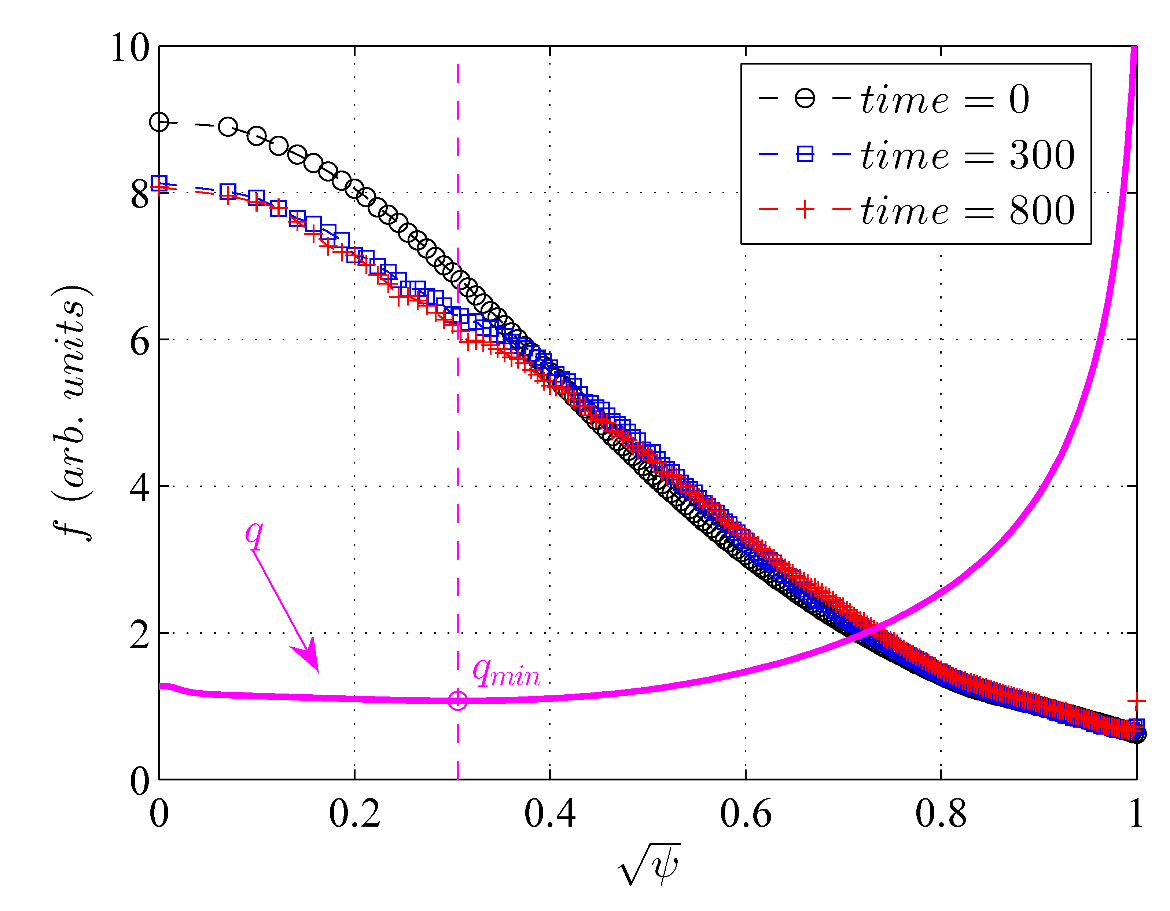 10
8
6
4
2
0
f (arb. units)
time = 0
time = 300
time = 800
q
q_min
0 0.2 0.4 0.6 0.8 1
√ψ